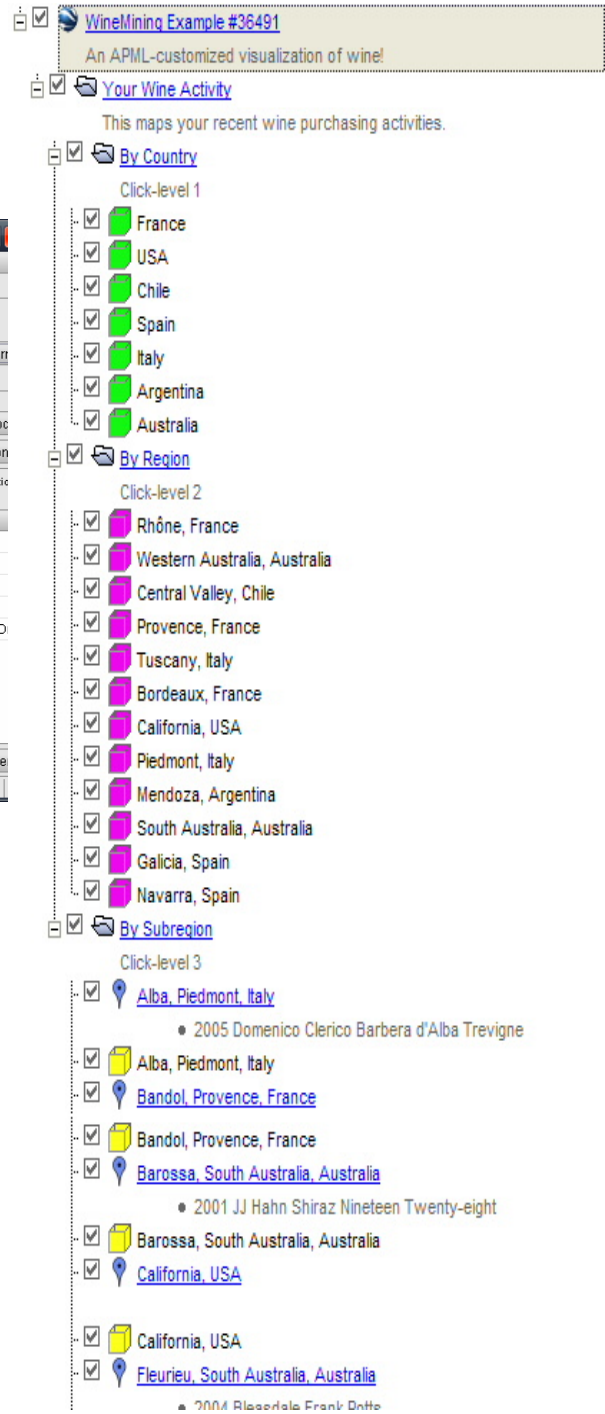 WineMining Example #36491
An APML-customized visualization of wine!
Your Wine Activity
This maps your recent wine purchasing activities.
By Country
Click-level 1
France
USA
Chile
Spain
Italy
Argentina
Australia
By Region
Click-level 2
Rhône, France
Western Australia, Australia
Central Valley, Chile
Provence, France
Tuscany, Italy
Bordeaux, France
California, USA
Piedmont, Italy
Mendoza, Argentina
South Australia, Australia
Galicia, Spain
Navarra, Spain
By Subregion
Click-level 3
Alba, Piedmont, Italy
• 2005 Domenico Clerico Barbera d'Alba Trevigne
Alba, Piedmont, Italy
Bandol, Provence, France
Bandol, Provence, France
Barossa, South Australia, Australia
• 2001 JJ Hahn Shiraz Nineteen Twenty-eight
Barossa, South Australia, Australia
California, USA
California, USA
Fleurieu, South Australia, Australia
• 2004 Bleasdale Frank Potts